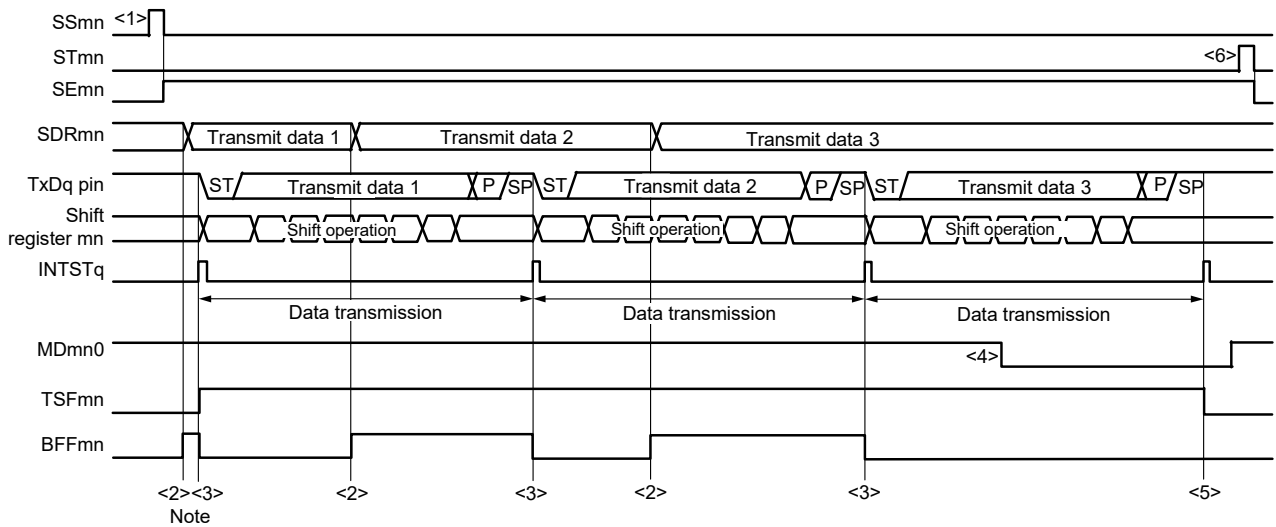 SSmn <1>
STmn <6>
SEmn
SDRmn Transmit data 1 Transmit data 2 Transmit data 3
TxDq pin ST Transmit data 1 P SP ST Transmit data 2 P SP ST Transmit data 3 P SP
Shift
register mn Shift operation Shift operation Shift operation
INTSTq
Data transmission Data transmission Data transmission
MDmn0 <4>
TSFmn
BFFmn
<2> <3> <2> <3> <2> <3> <5>
Note